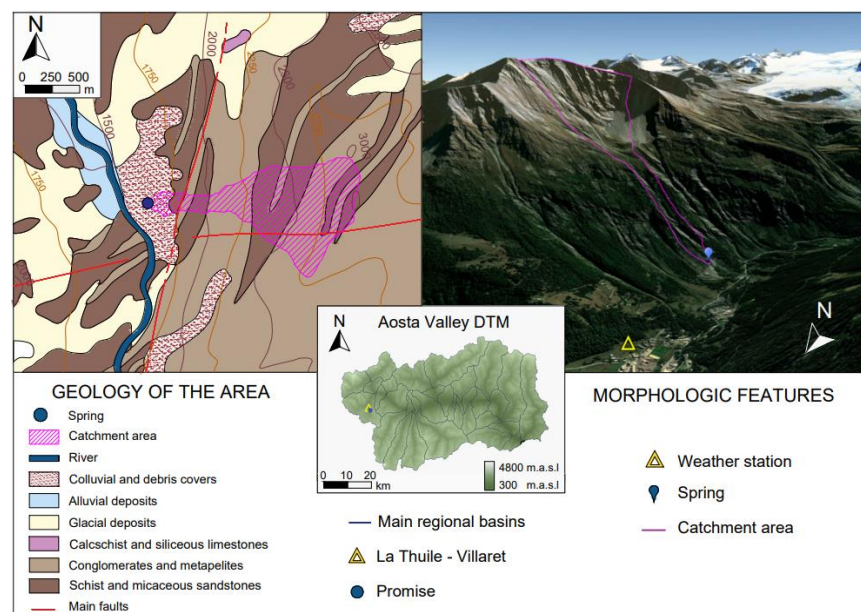 N
0 250 500
m
1750
1500
1750
2000
2250
2000
3000
N
Aosta Valley DTM
N
0 10 20
km
4800 m.a.s.l
300 m.a.s.l
GEOLOGY OF THE AREA
Spring
Catchment area
River
Colluvial and debris covers
Alluvial deposits
Glacial deposits
Calcschist and siliceous limestones
Conglomerates and metapelites
Schist and micaceous sandstones
Main faults
Main regional basins
La Thuile - Villaret
Promise
MORPHOLOGIC FEATURES
Weather station
Spring
Catchment area